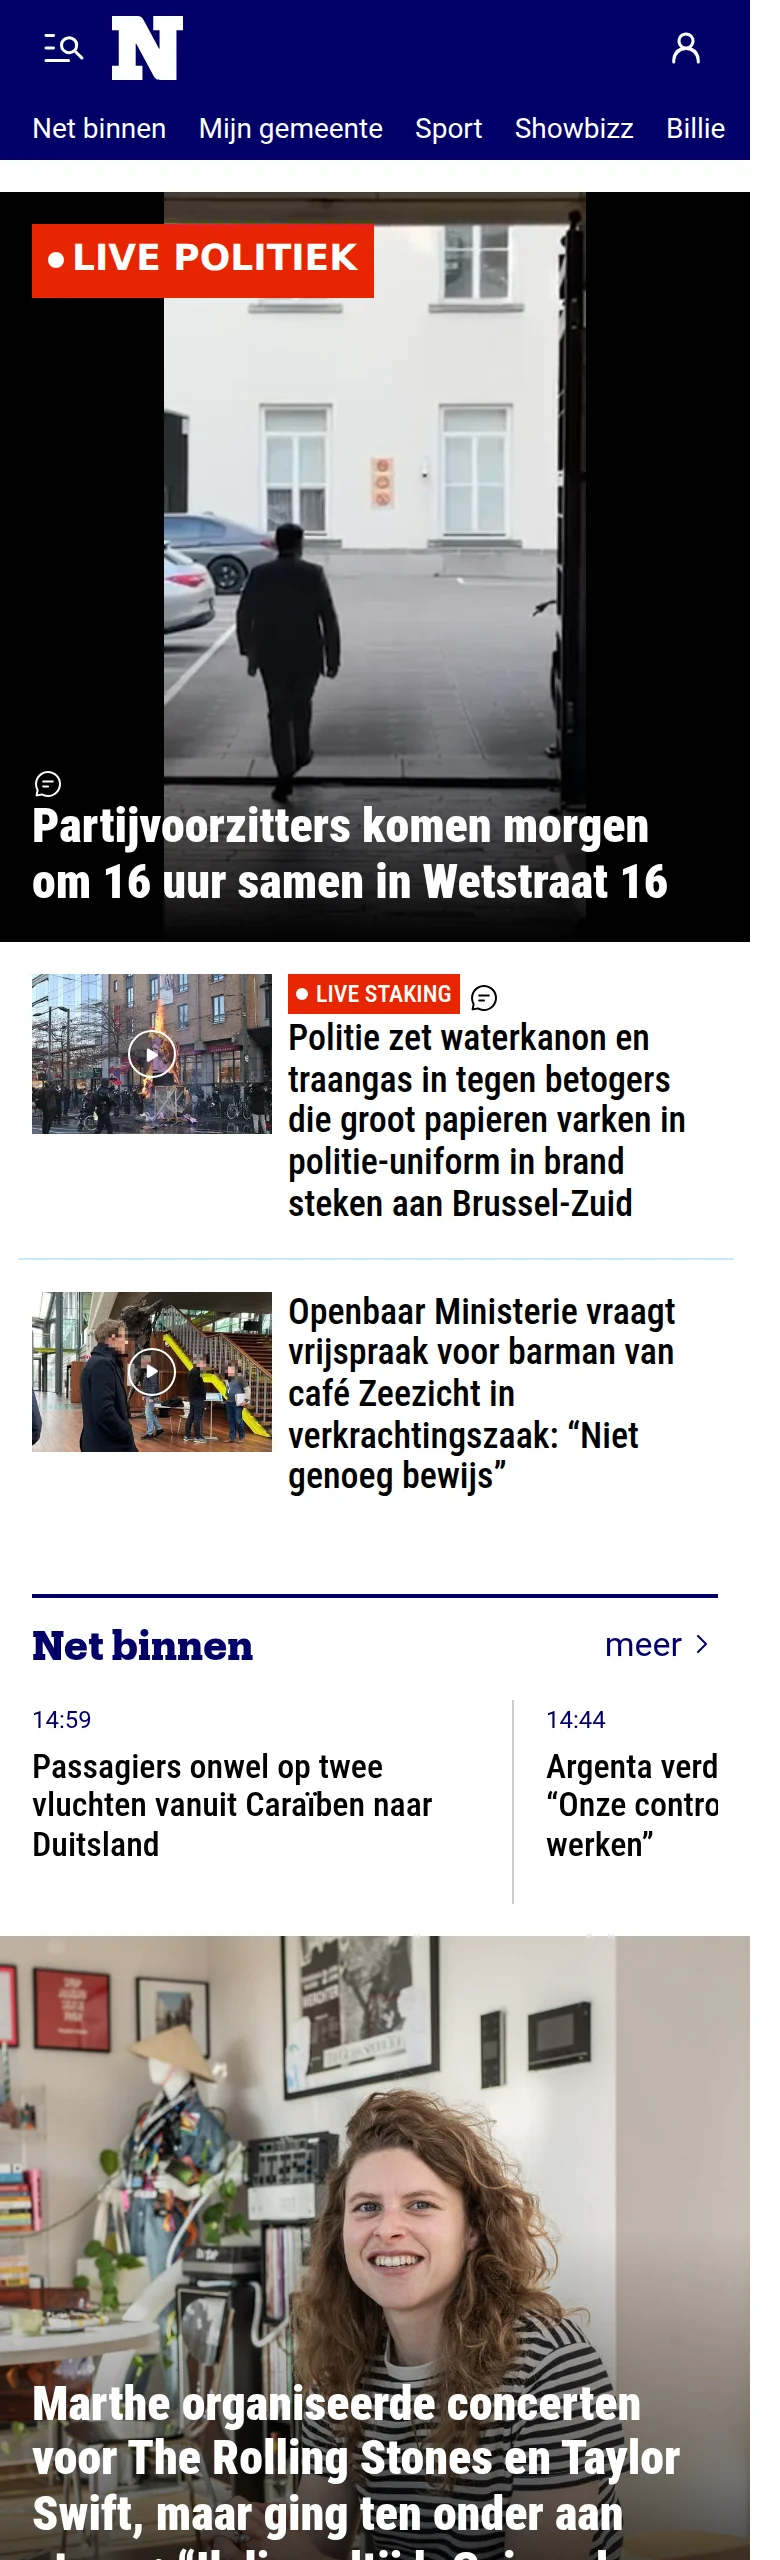 N
Net binnen Mijn gemeente Sport Showbizz Billie
LIVE POLITIEK
Partijvoorzitters komen morgen
om 16 uur samen in Wetstraat 16
LIVE STAKING
Politie zet waterkanon en
traangas in tegen betogers
die groot papieren varken in
politie-uniform in brand
steken aan Brussel-Zuid
Openbaar Ministerie vraagt
vrijspraak voor barman van
café Zeezicht in
verkrachtingszaak: “Niet
genoeg bewijs”
Net binnen meer
14:59
Passagiers onwel op twee
vluchten vanuit Caraïben naar
Duitsland
14:44
Argenta verd
“Onze contro
werken”
Marthe organiseerde concerten
voor The Rolling Stones en Taylor
Swift, maar ging ten onder aan